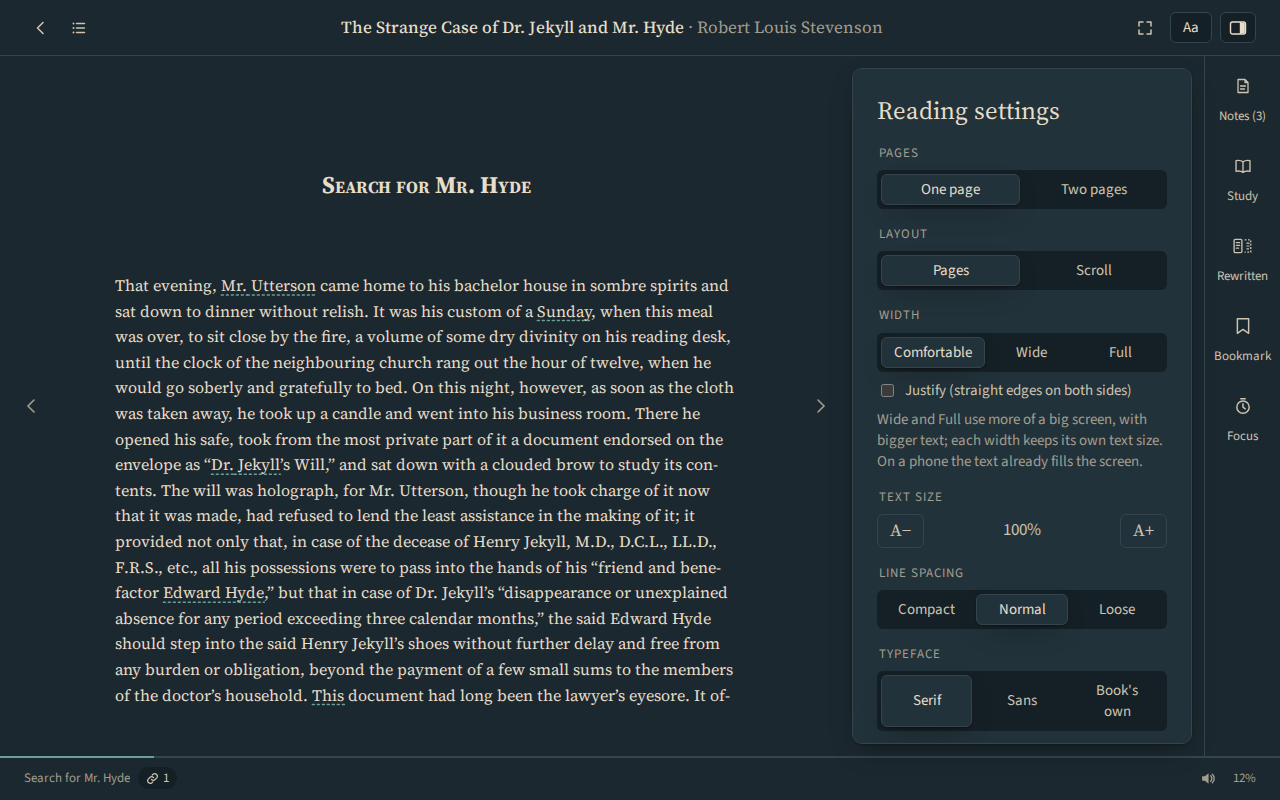 The Strange Case of Dr. Jekyll and Mr. Hyde · Robert Louis Stevenson
Aa
Search for Mr. Hyde
That evening, Mr. Utterson came home to his bachelor house in sombre spirits and
sat down to dinner without relish. It was his custom of a Sunday, when this meal
was over, to sit close by the fire, a volume of some dry divinity on his reading desk,
until the clock of the neighbouring church rang out the hour of twelve, when he
would go soberly and gratefully to bed. On this night, however, as soon as the cloth
was taken away, he took up a candle and went into his business room. There he
opened his safe, took from the most private part of it a document endorsed on the
envelope as “Dr. Jekyll’s Will,” and sat down with a clouded brow to study its con-
tents. The will was holograph, for Mr. Utterson, though he took charge of it now
that it was made, had refused to lend the least assistance in the making of it; it
provided not only that, in case of the decease of Henry Jekyll, M.D., D.C.L., LL.D.,
F.R.S., etc., all his possessions were to pass into the hands of his “friend and bene-
factor Edward Hyde,” but that in case of Dr. Jekyll’s “disappearance or unexplained
absence for any period exceeding three calendar months,” the said Edward Hyde
should step into the said Henry Jekyll’s shoes without further delay and free from
any burden or obligation, beyond the payment of a few small sums to the members
of the doctor’s household. This document had long been the lawyer’s eyesore. It of-
Reading settings
PAGES
One page
Two pages
LAYOUT
Pages
Scroll
WIDTH
Comfortable
Wide
Full
Justify (straight edges on both sides)
Wide and Full use more of a big screen, with
bigger text; each width keeps its own text size.
On a phone the text already fills the screen.
TEXT SIZE
A−
100%
A+
LINE SPACING
Compact
Normal
Loose
TYPEFACE
Serif
Sans
Book's
own
Notes (3)
Study
Rewritten
Bookmark
Focus
Search for Mr. Hyde
1
12%